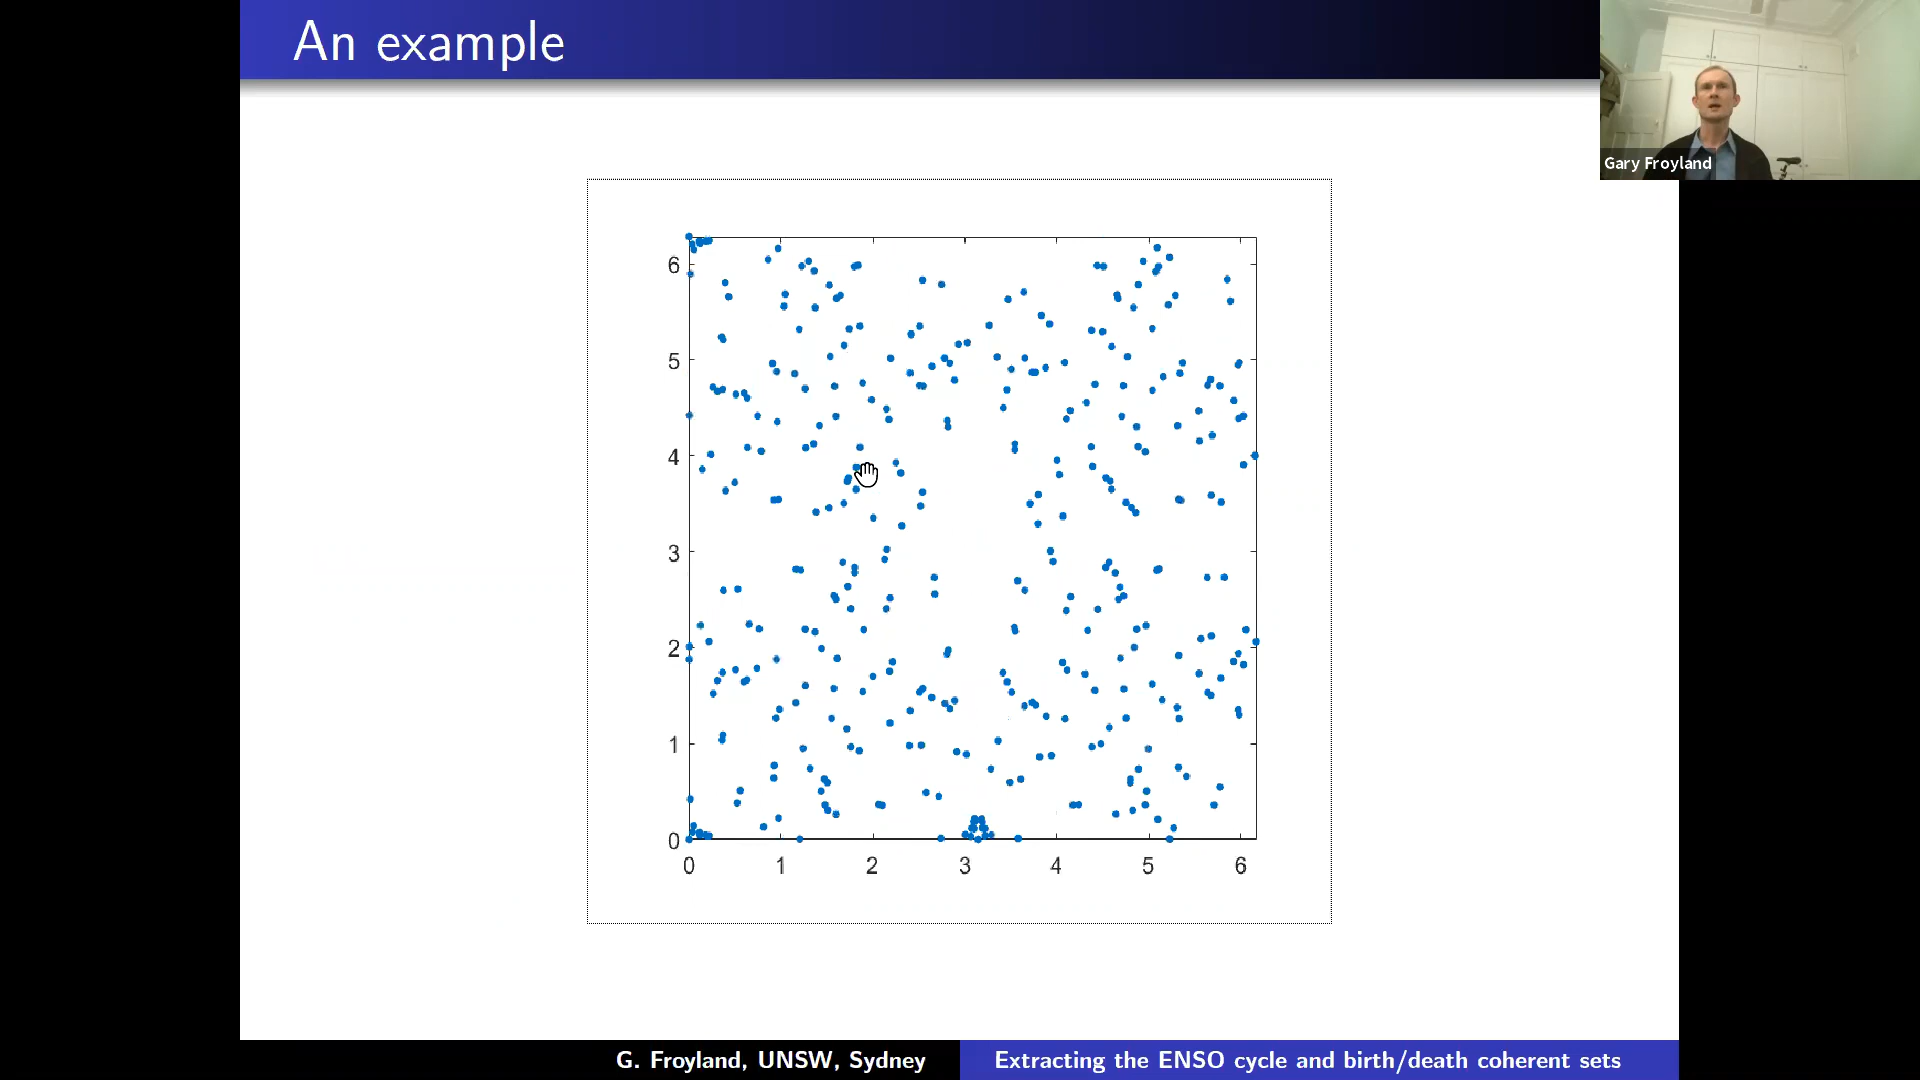 An example
Gary Froyland
6
5
4
3
2
1
0
0 1 2 3 4 5 6
G. Froyland, UNSW, Sydney
Extracting the ENSO cycle and birth/death coherent sets